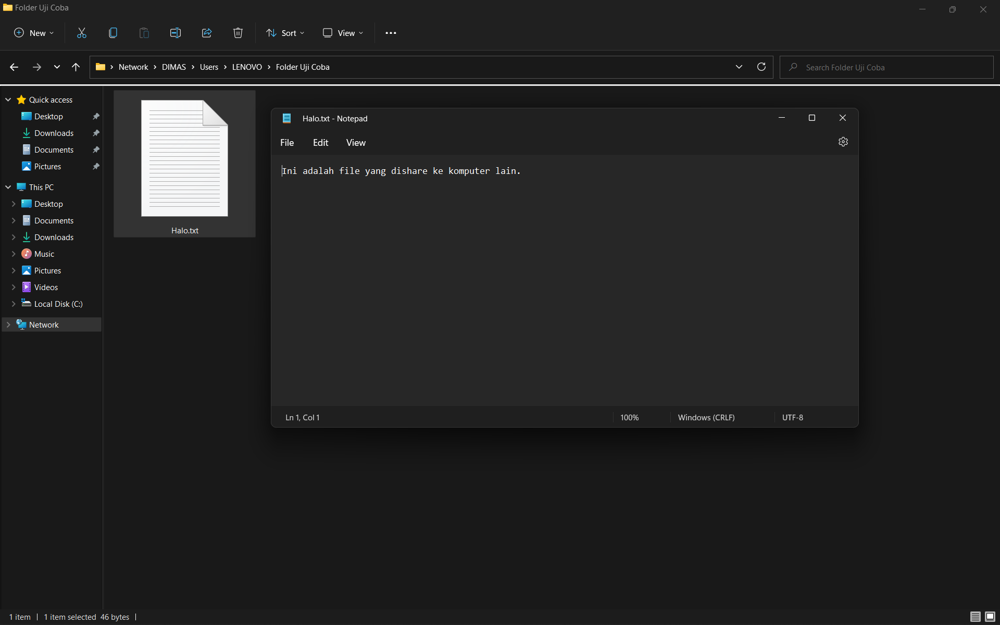 Folder Uji Coba
New
Sort
View
Network > DIMAS > Users > LENOVO > Folder Uji Coba
Search Folder Uji Coba
Quick access
Desktop
Downloads
Documents
Pictures
This PC
Desktop
Documents
Downloads
Music
Pictures
Videos
Local Disk (C:)
Network
Halo.txt
Halo.txt - Notepad
File Edit View
Ini adalah file yang dishare ke komputer lain.
Ln 1, Col 1
100%
Windows (CRLF)
UTF-8
1 item
1 item selected 46 bytes